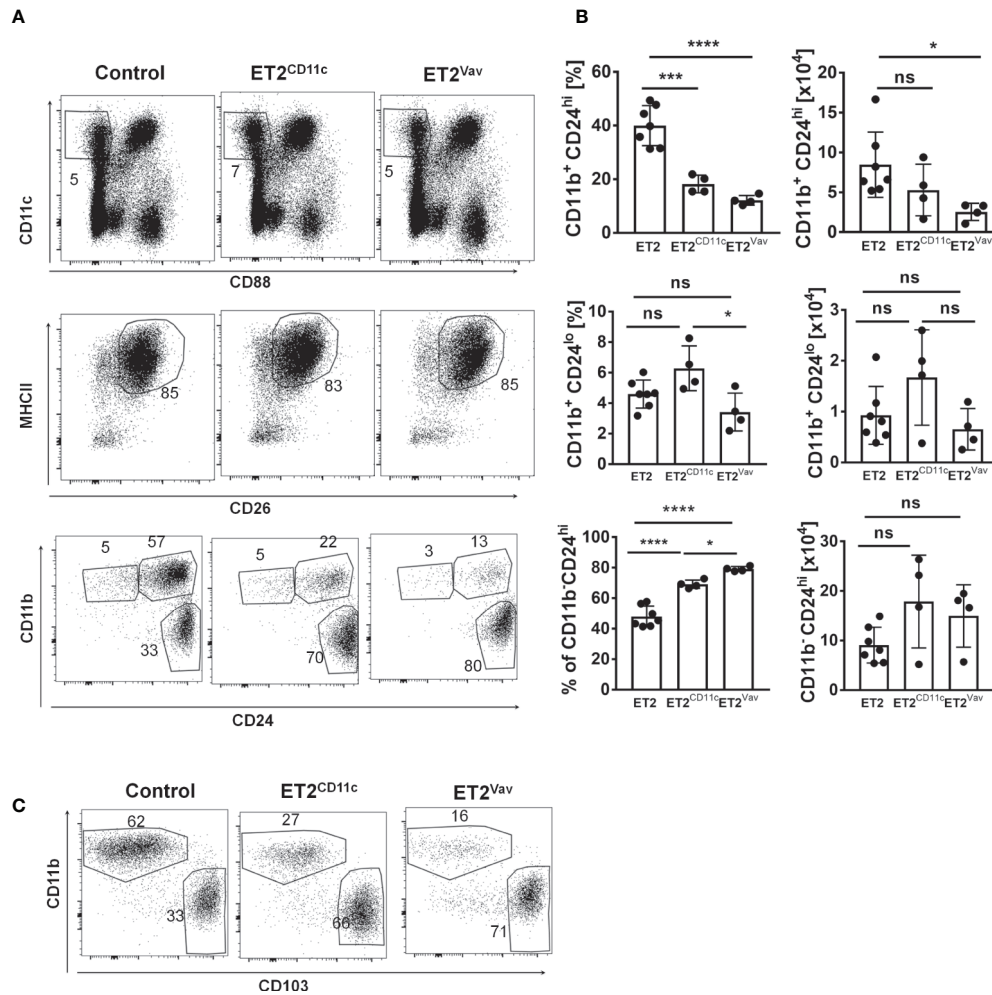 A
Control ET2CD11c ET2Vav
CD11c
5 7 5
CD88
MHCII
85 83 85
CD26
CD11b
5 57 33
5 22 70
3 13 80
CD24
B
CD11b+ CD24hi [%]
60
40
20
0
****
***
ET2 ET2CD11c ET2Vav
CD11b+ CD24hi [x104]
20
15
10
5
0
*
ns
ET2 ET2CD11c ET2Vav
CD11b+ CD24lo [%]
10
8
6
4
2
0
ns
ns *
ET2 ET2CD11c ET2Vav
CD11b+ CD24lo [x104]
3
2
1
0
ns
ns ns
ET2 ET2CD11c ET2Vav
% of CD11b-CD24hi
100
80
60
40
20
0
****
**** *
ET2 ET2CD11c ET2Vav
CD11b- CD24hi [x104]
30
20
10
0
ns
ns
ET2 ET2CD11c ET2Vav
C
Control ET2CD11c ET2Vav
CD11b
62 27 16
33 66 71
CD103